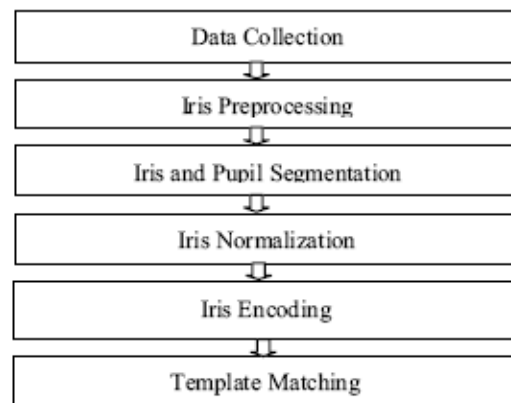 Data Collection
Iris Preprocessing
Iris and Pupil Segmentation
Iris Normalization
Iris Encoding
Template Matching